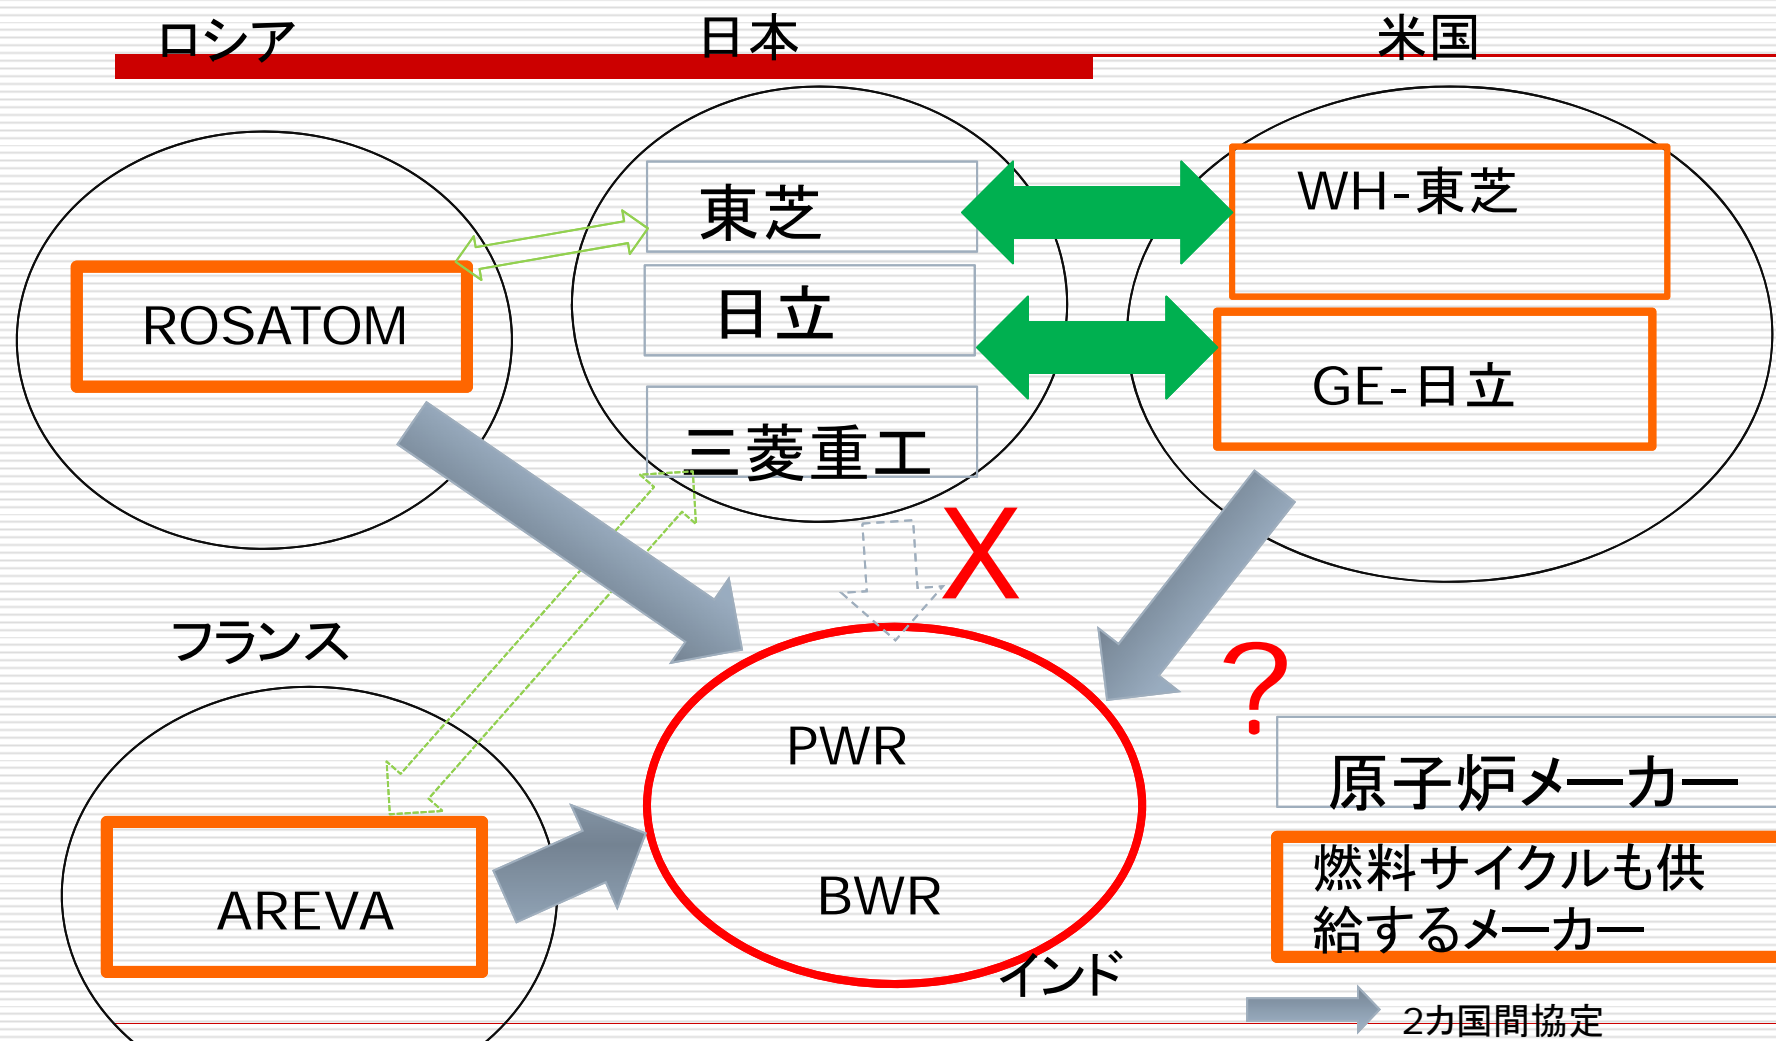 ロシア
日本
米国
東芝
WH-東芝
日立
ROSATOM
GE-日立
三菱重工
X
フランス
?
PWR
原子炉メーカー
燃料サイクルも供
給するメーカー
AREVA
BWR
インド
2カ国間協定